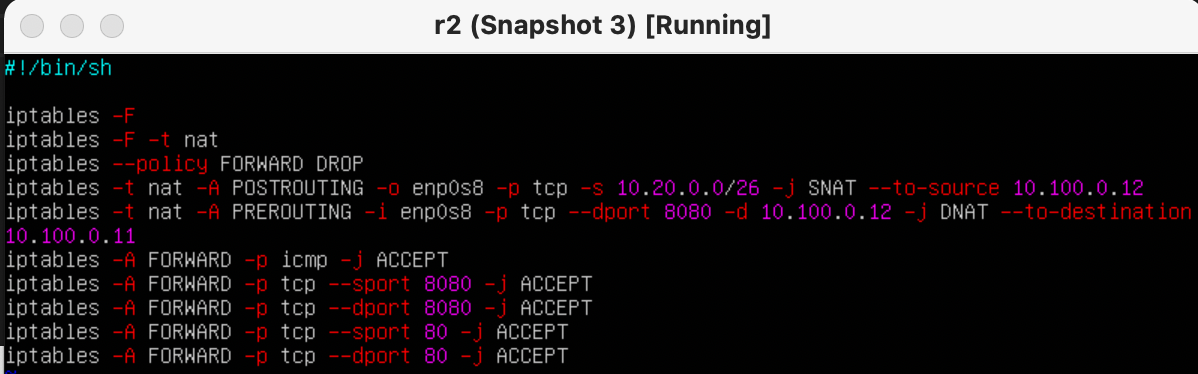 r2 (Snapshot 3) [Running]
#!/bin/sh
iptables -F
iptables -F -t nat
iptables --policy FORWARD DROP
iptables -t nat -A POSTROUTING -o enp0s8 -p tcp -s 10.20.0.0/26 -j SNAT --to-source 10.100.0.12
iptables -t nat -A PREROUTING -i enp0s8 -p tcp --dport 8080 -d 10.100.0.12 -j DNAT --to-destination
10.100.0.11
iptables -A FORWARD -p icmp -j ACCEPT
iptables -A FORWARD -p tcp --sport 8080 -j ACCEPT
iptables -A FORWARD -p tcp --dport 8080 -j ACCEPT
iptables -A FORWARD -p tcp --sport 80 -j ACCEPT
iptables -A FORWARD -p tcp --dport 80 -j ACCEPT